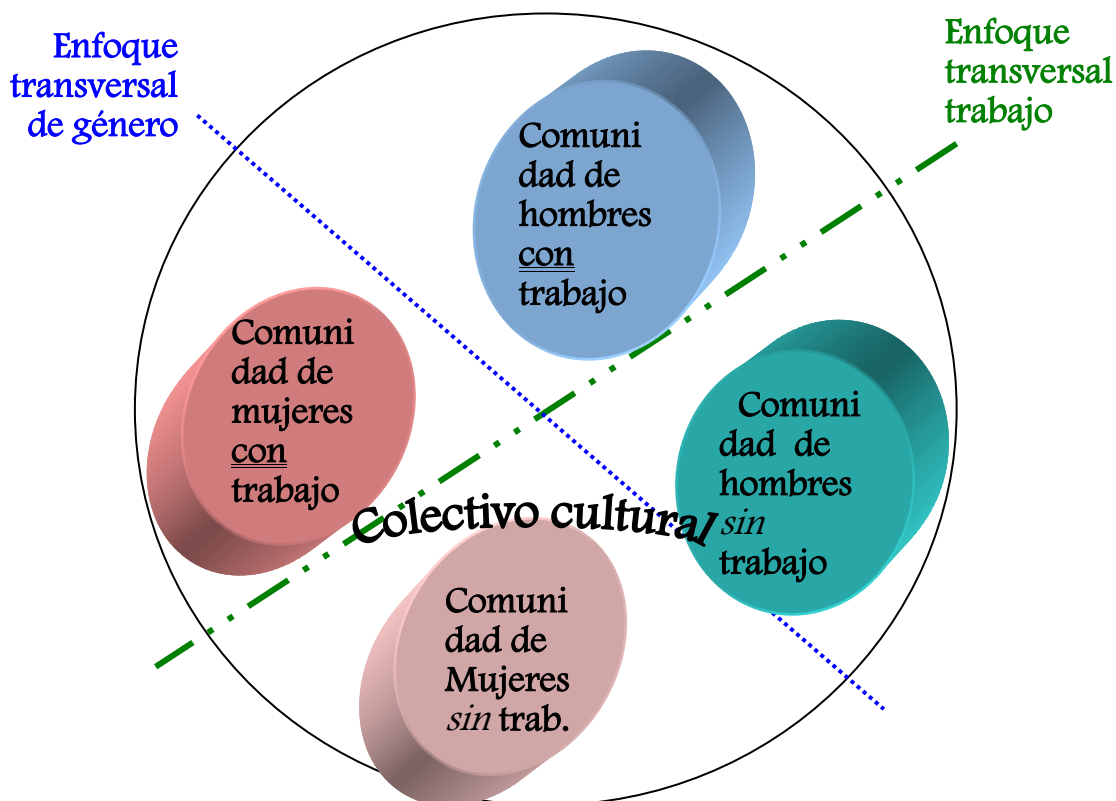 Enfoque
transversal
de género
Enfoque
transversal
trabajo
Comuni
dad de
hombres
con
trabajo
Comuni
dad de
mujeres
con
trabajo
Comuni
dad de
hombres
sin
trabajo
Colectivo cultural
Comuni
dad de
Mujeres
sin trab.